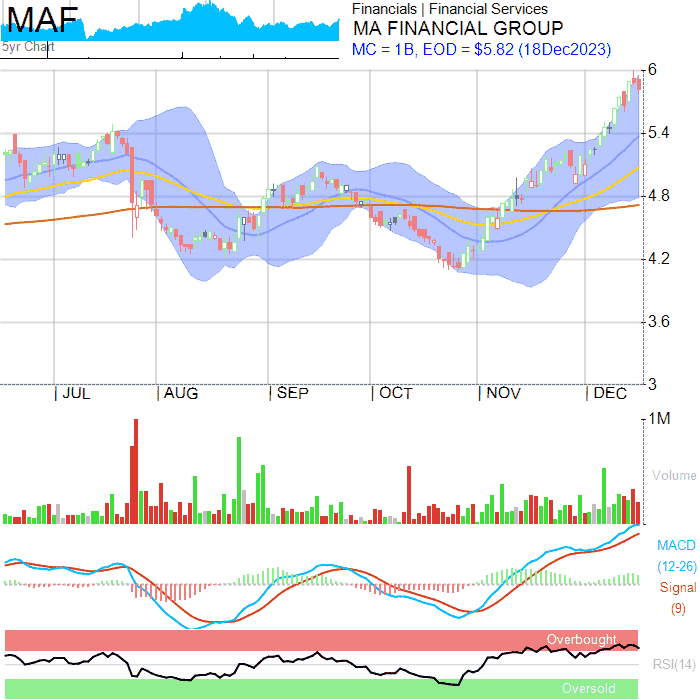 MAF
5yr Chart
Financials | Financial Services
MA FINANCIAL GROUP
MC = 1B, EOD = $5.82 (18Dec2023)
6
5.4
4.8
4.2
3.6
3
JUL AUG SEP OCT NOV DEC
1M
Volume
0
MACD
(12-26)
Signal
(9)
Overbought
RSI(14)
Oversold